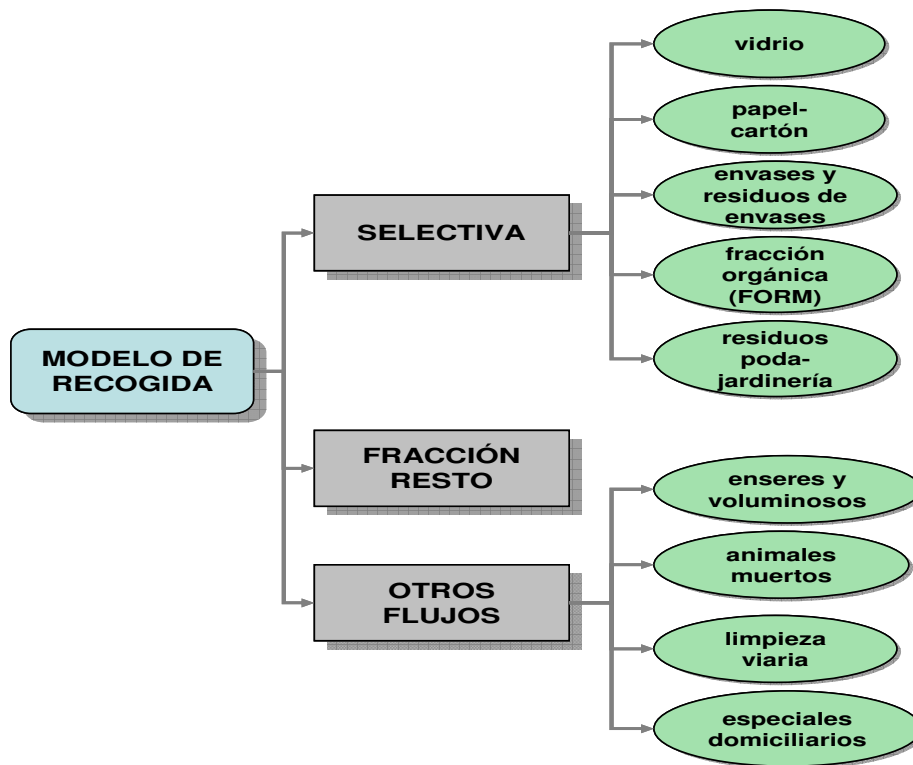 MODELO DE
RECOGIDA
SELECTIVA
vidrio
papel-
cartón
envases y
residuos de
envases
fracción
orgánica
(FORM)
residuos
poda-
jardinería
FRACCIÓN
RESTO
OTROS
FLUJOS
enseres y
voluminosos
animales
muertos
limpieza
viaria
especiales
domiciliarios